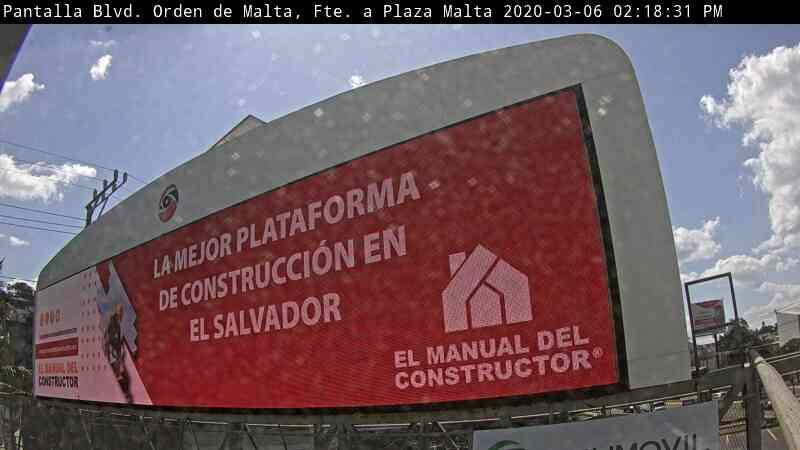 Pantalla Blvd. Orden de Malta, Fte. a Plaza Malta 2020-03-06 02:18:31 PM
LA MEJOR PLATAFORMA
DE CONSTRUCCIÓN EN
EL SALVADOR
EL MANUAL DEL
CONSTRUCTOR®
EL MANUAL DEL
CONSTRUCTOR